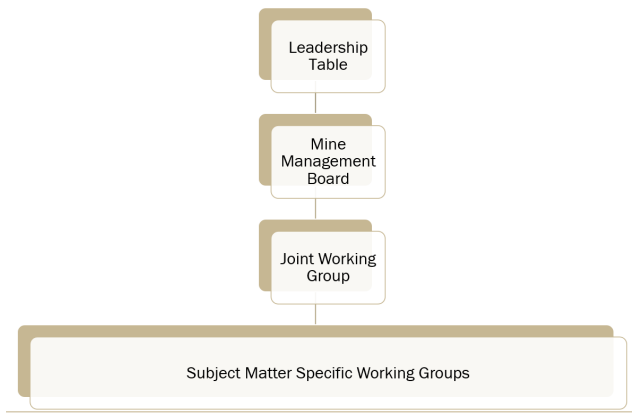 Leadership
Table
Mine
Management
Board
Joint Working
Group
Subject Matter Specific Working Groups